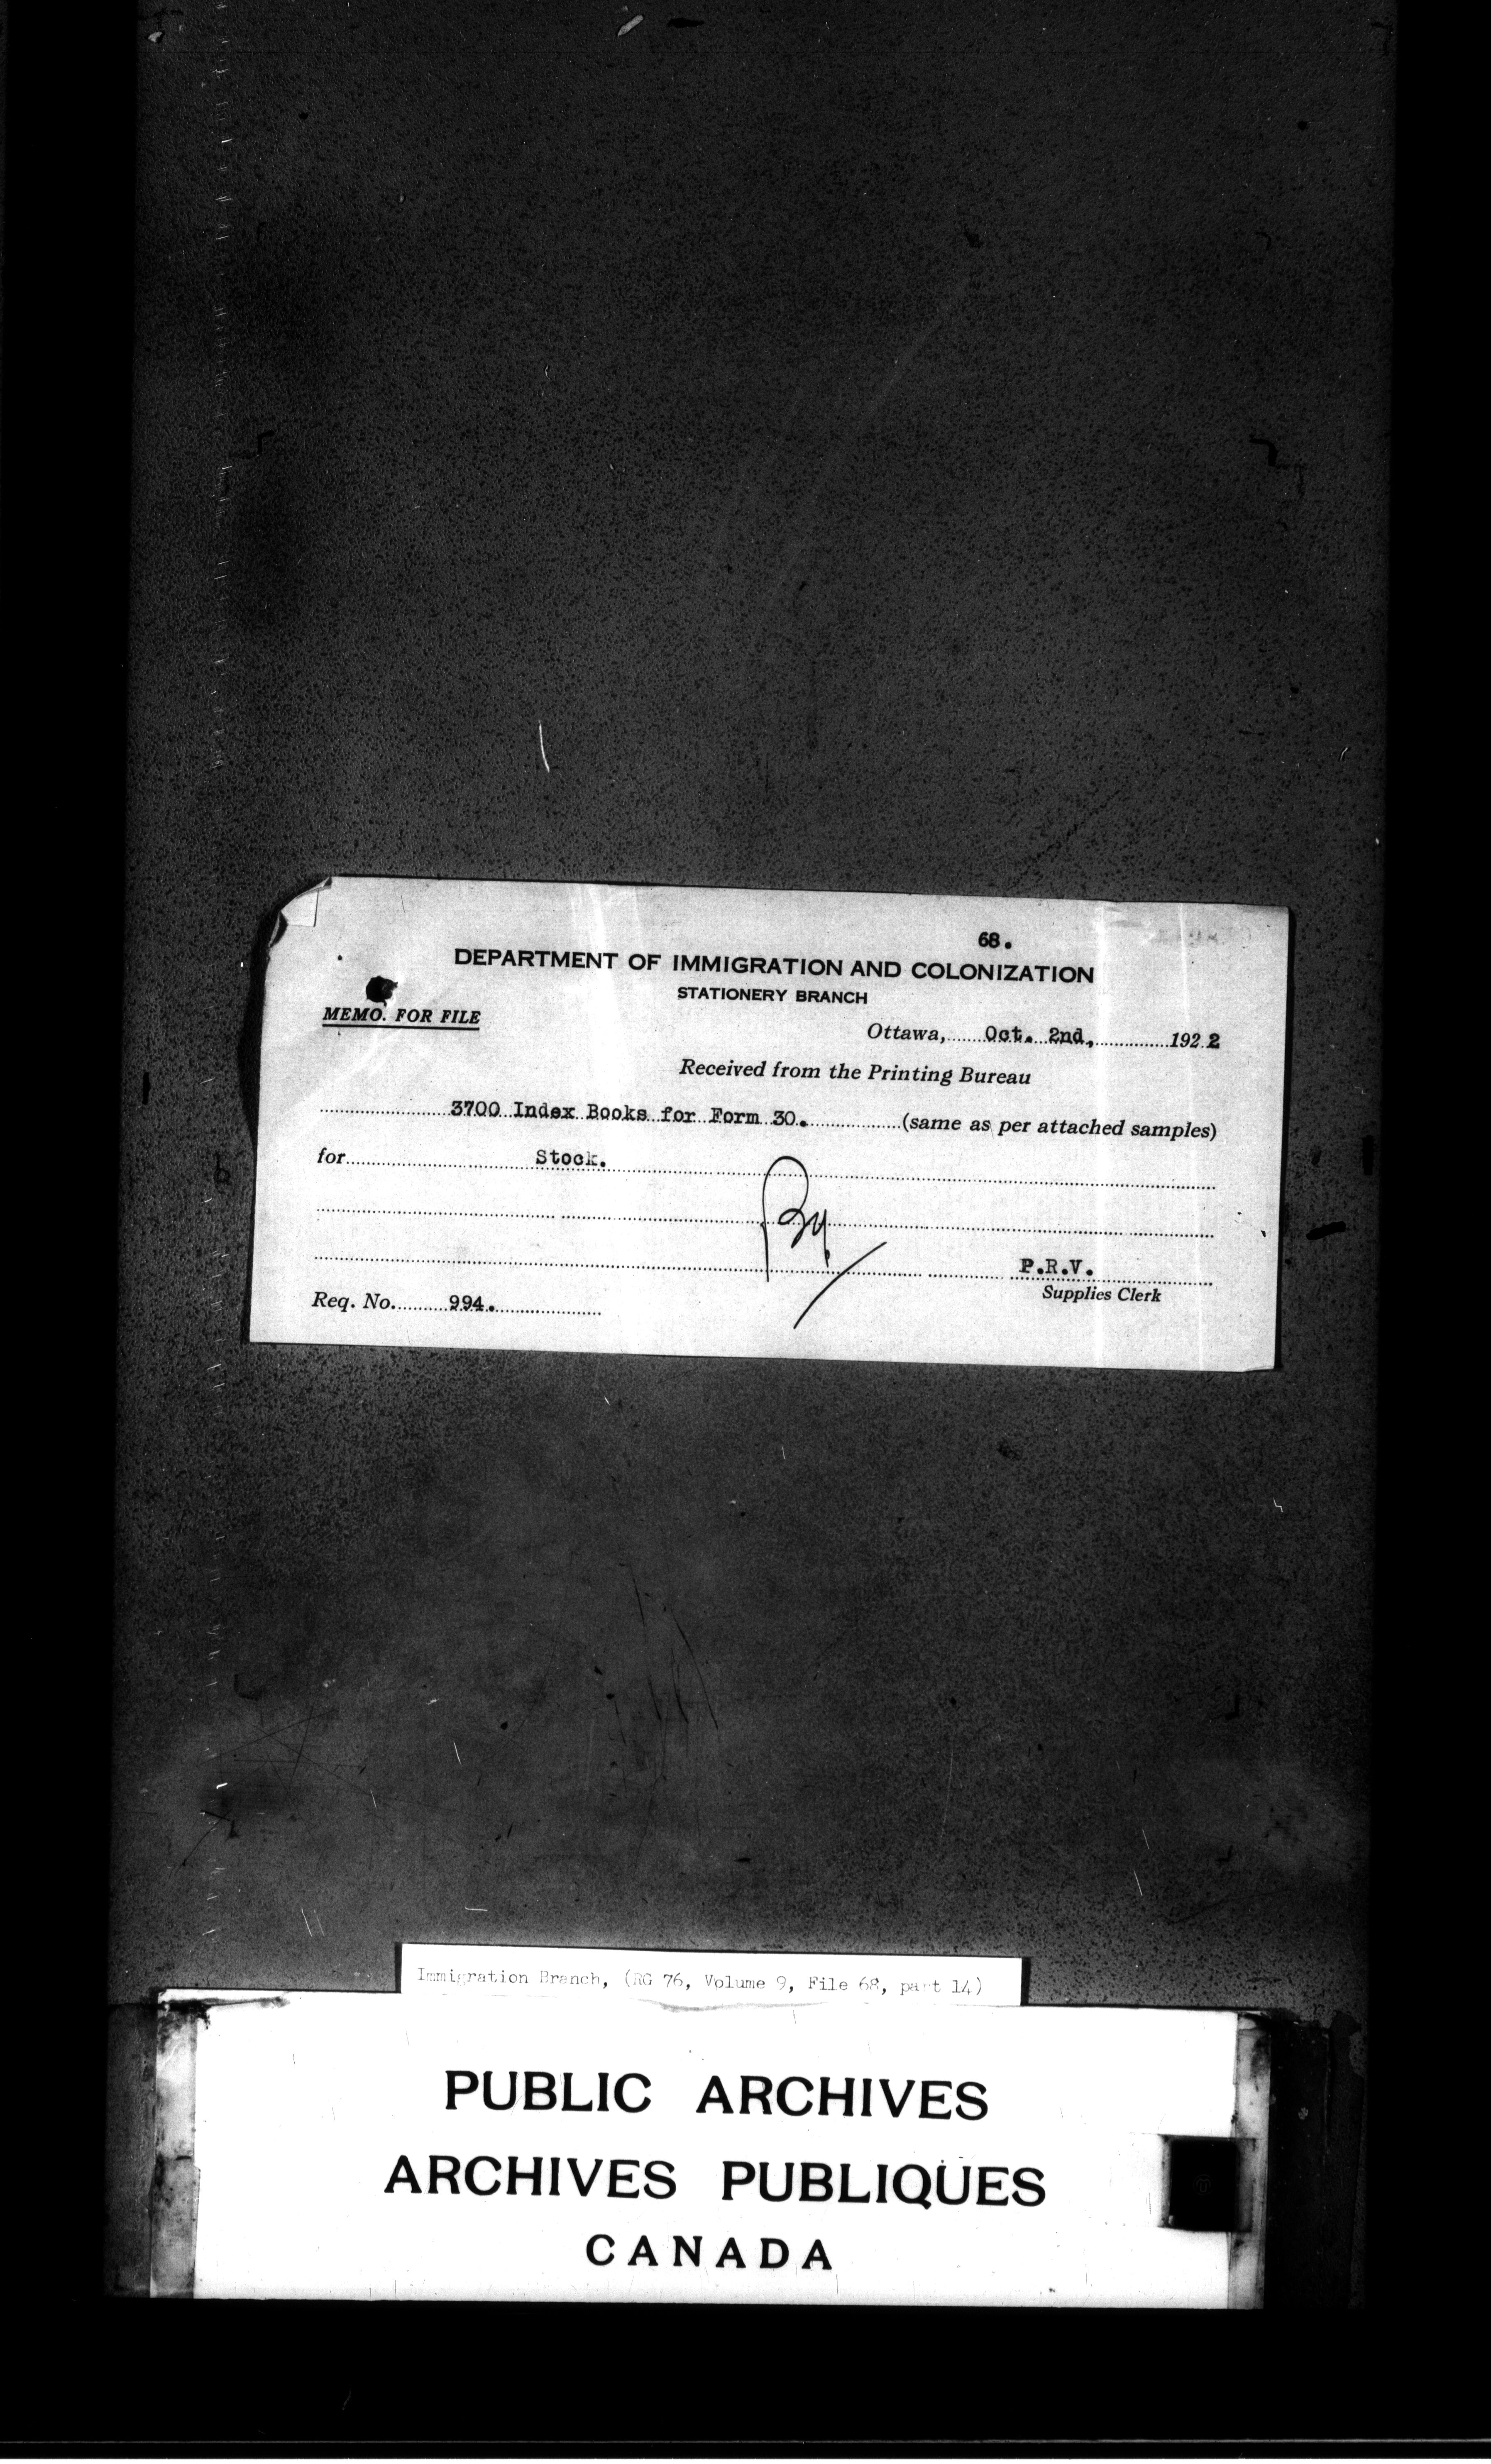 68.
DEPARTMENT OF IMMIGRATION AND COLONIZATION
STATIONERY BRANCH
MEMO. FOR FILE
Ottawa, Oct. 2nd, 1922
Received from the Printing Bureau
3700 Index Books for Form 30. (same as per attached samples)
for Stock.
P.R.V.
Supplies Clerk
Req. No. 994.
Immigration Branch, (RG 76, Volume 9, File 68, part 14)
PUBLIC ARCHIVES
ARCHIVES PUBLIQUES
CANADA